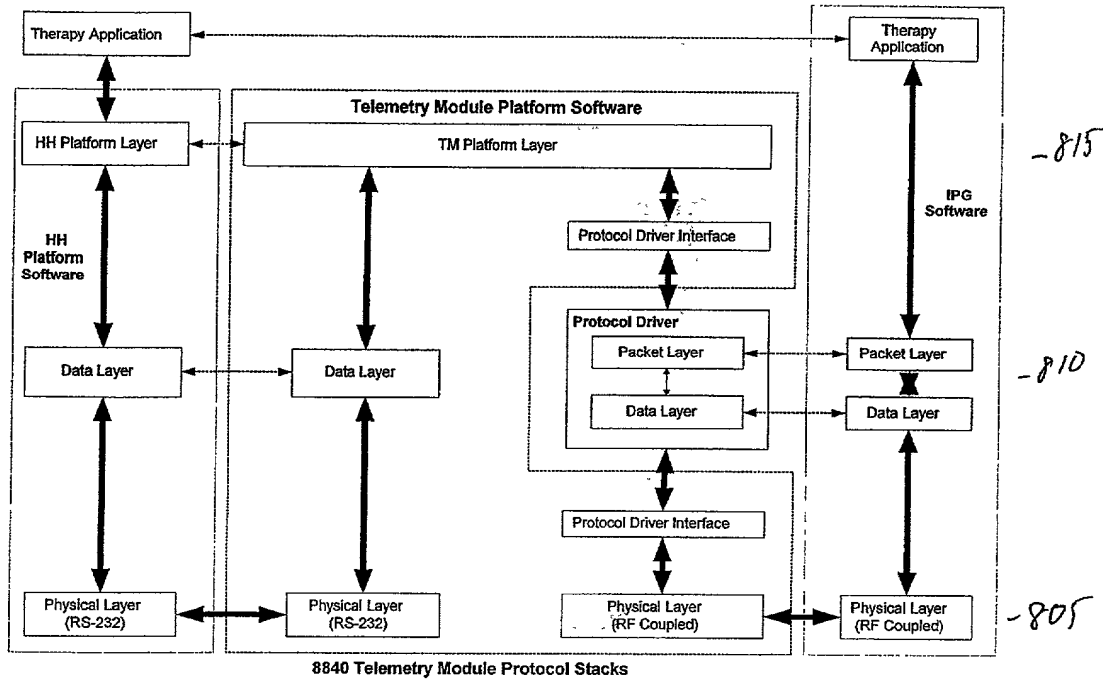 Therapy Application
Therapy
Application
Telemetry Module Platform Software
HH Platform Layer
TM Platform Layer
-815
IPG
Software
HH
Platform
Software
Protocol Driver Interface
Protocol Driver
Packet Layer
Packet Layer
Data Layer
Data Layer
-810
Data Layer
Data Layer
Protocol Driver Interface
Physical Layer
(RS-232)
Physical Layer
(RS-232)
Physical Layer
(RF Coupled)
Physical Layer
(RF Coupled)
-805
8840 Telemetry Module Protocol Stacks